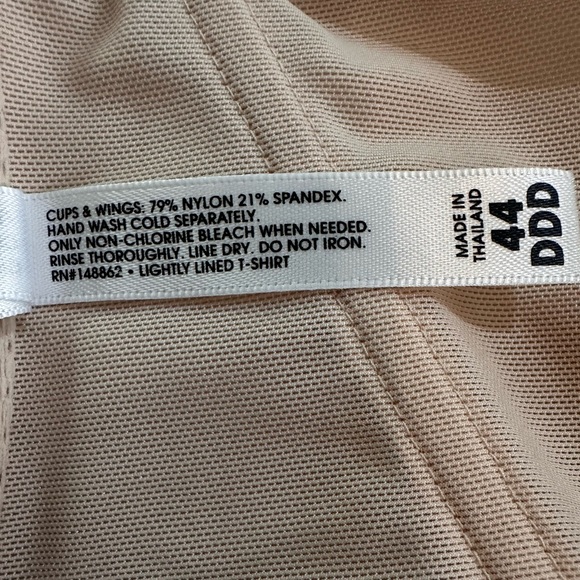 CUPS & WINGS: 79% NYLON 21% SPANDEX.
HAND WASH COLD SEPARATELY.
ONLY NON-CHLORINE BLEACH WHEN NEEDED.
RINSE THOROUGHLY. LINE DRY. DO NOT IRON.
RN#148862 • LIGHTLY LINED T-SHIRT
MADE IN
THAILAND
44
DDD